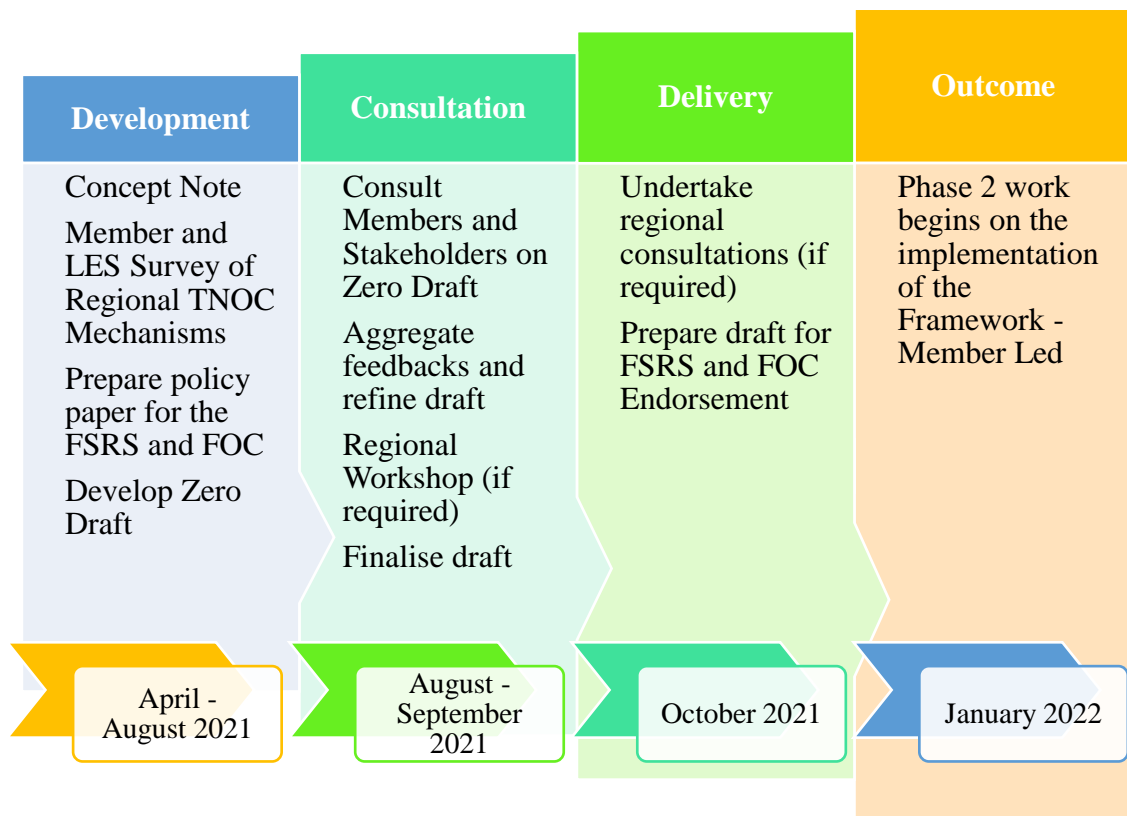 Development
Concept Note
Member and
LES Survey of
Regional TNOC
Mechanisms
Prepare policy
paper for the
FSRS and FOC
Develop Zero
Draft
April -
August 2021
Consultation
Consult
Members and
Stakeholders on
Zero Draft
Aggregate
feedbacks and
refine draft
Regional
Workshop (if
required)
Finalise draft
August -
September
2021
Delivery
Undertake
regional
consultations (if
required)
Prepare draft for
FSRS and FOC
Endorsement
October 2021
Outcome
Phase 2 work
begins on the
implementation
of the
Framework -
Member Led
January 2022